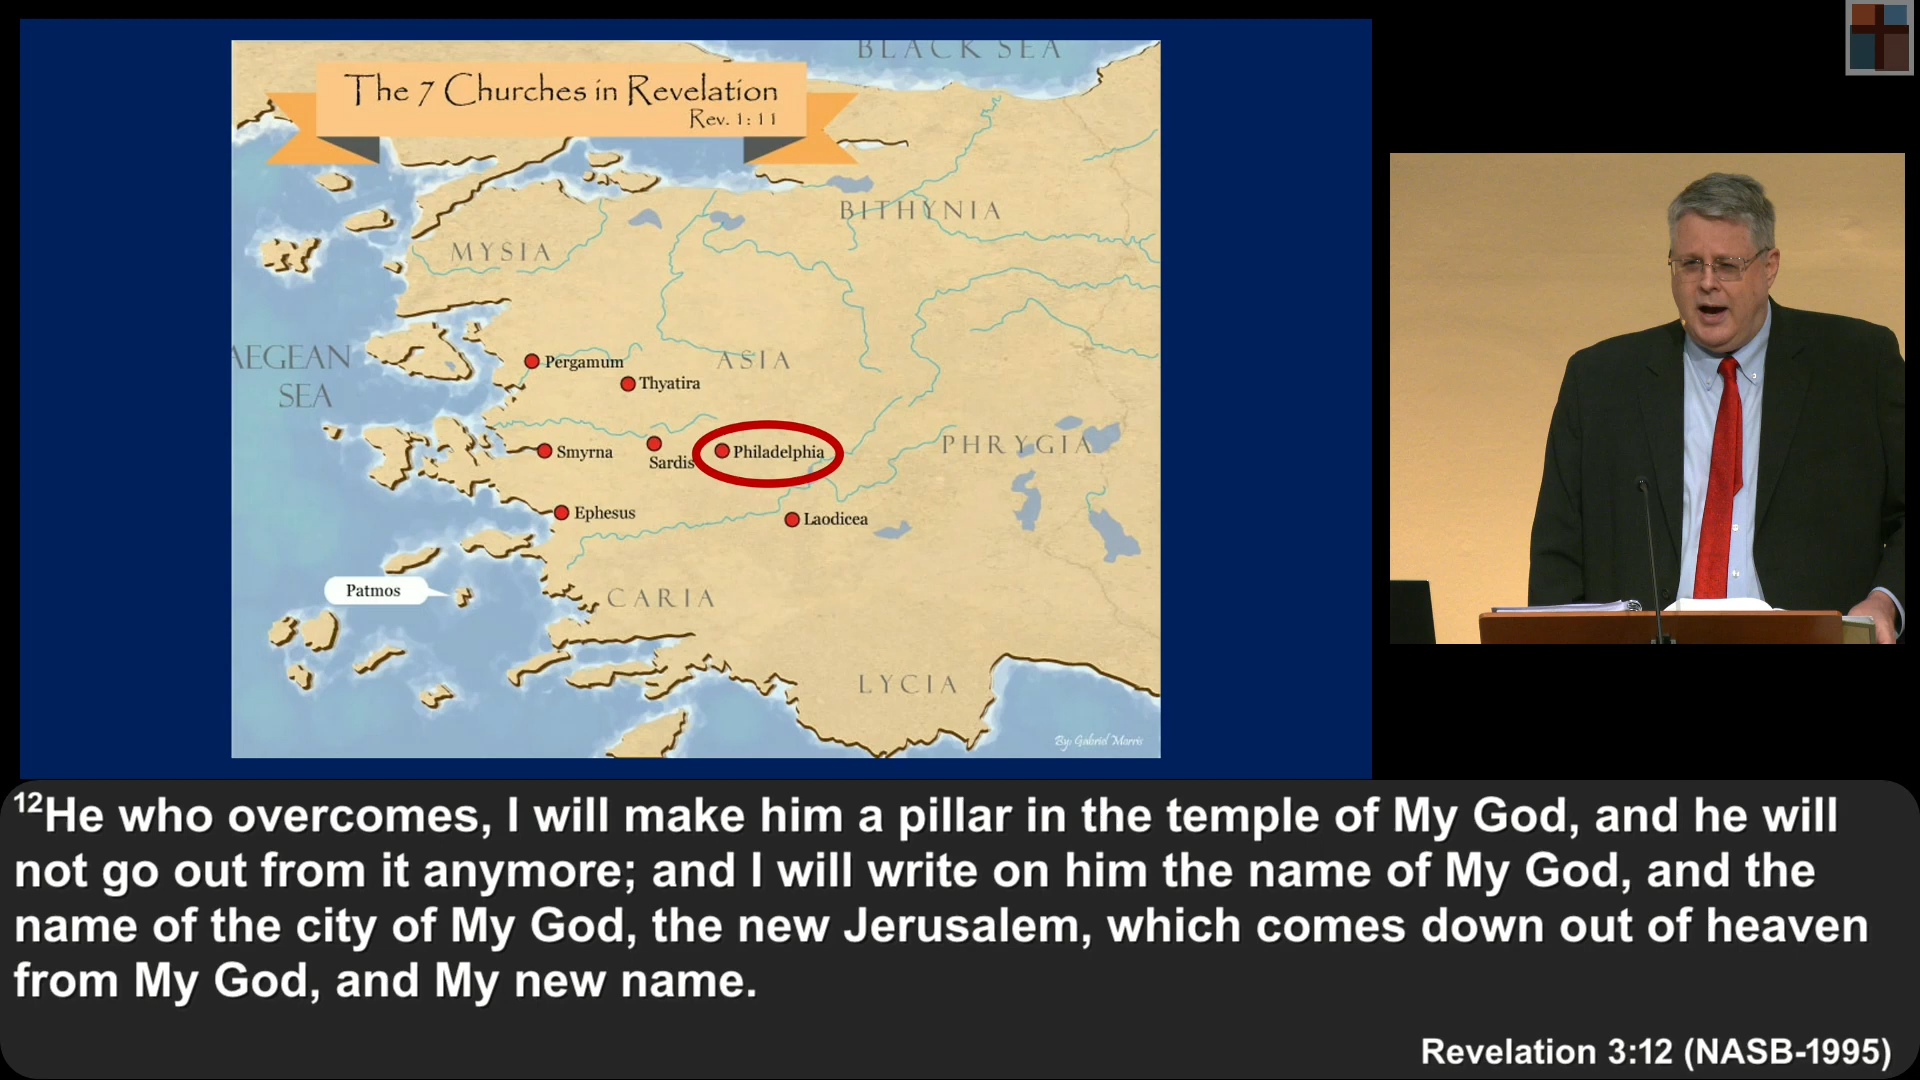 BLACK SEA
The 7 Churches in Revelation
Rev. 1:11
BITHYNIA
MYSIA
AEGEAN
SEA
ASIA
Pergamum
Thyatira
PHRYGIA
Smyrna
Sardis
Philadelphia
Ephesus
Laodicea
Patmos
CARIA
LYCIA
By: Gabriel Morris
12He who overcomes, I will make him a pillar in the temple of My God, and he will
not go out from it anymore; and I will write on him the name of My God, and the
name of the city of My God, the new Jerusalem, which comes down out of heaven
from My God, and My new name.
Revelation 3:12 (NASB-1995)